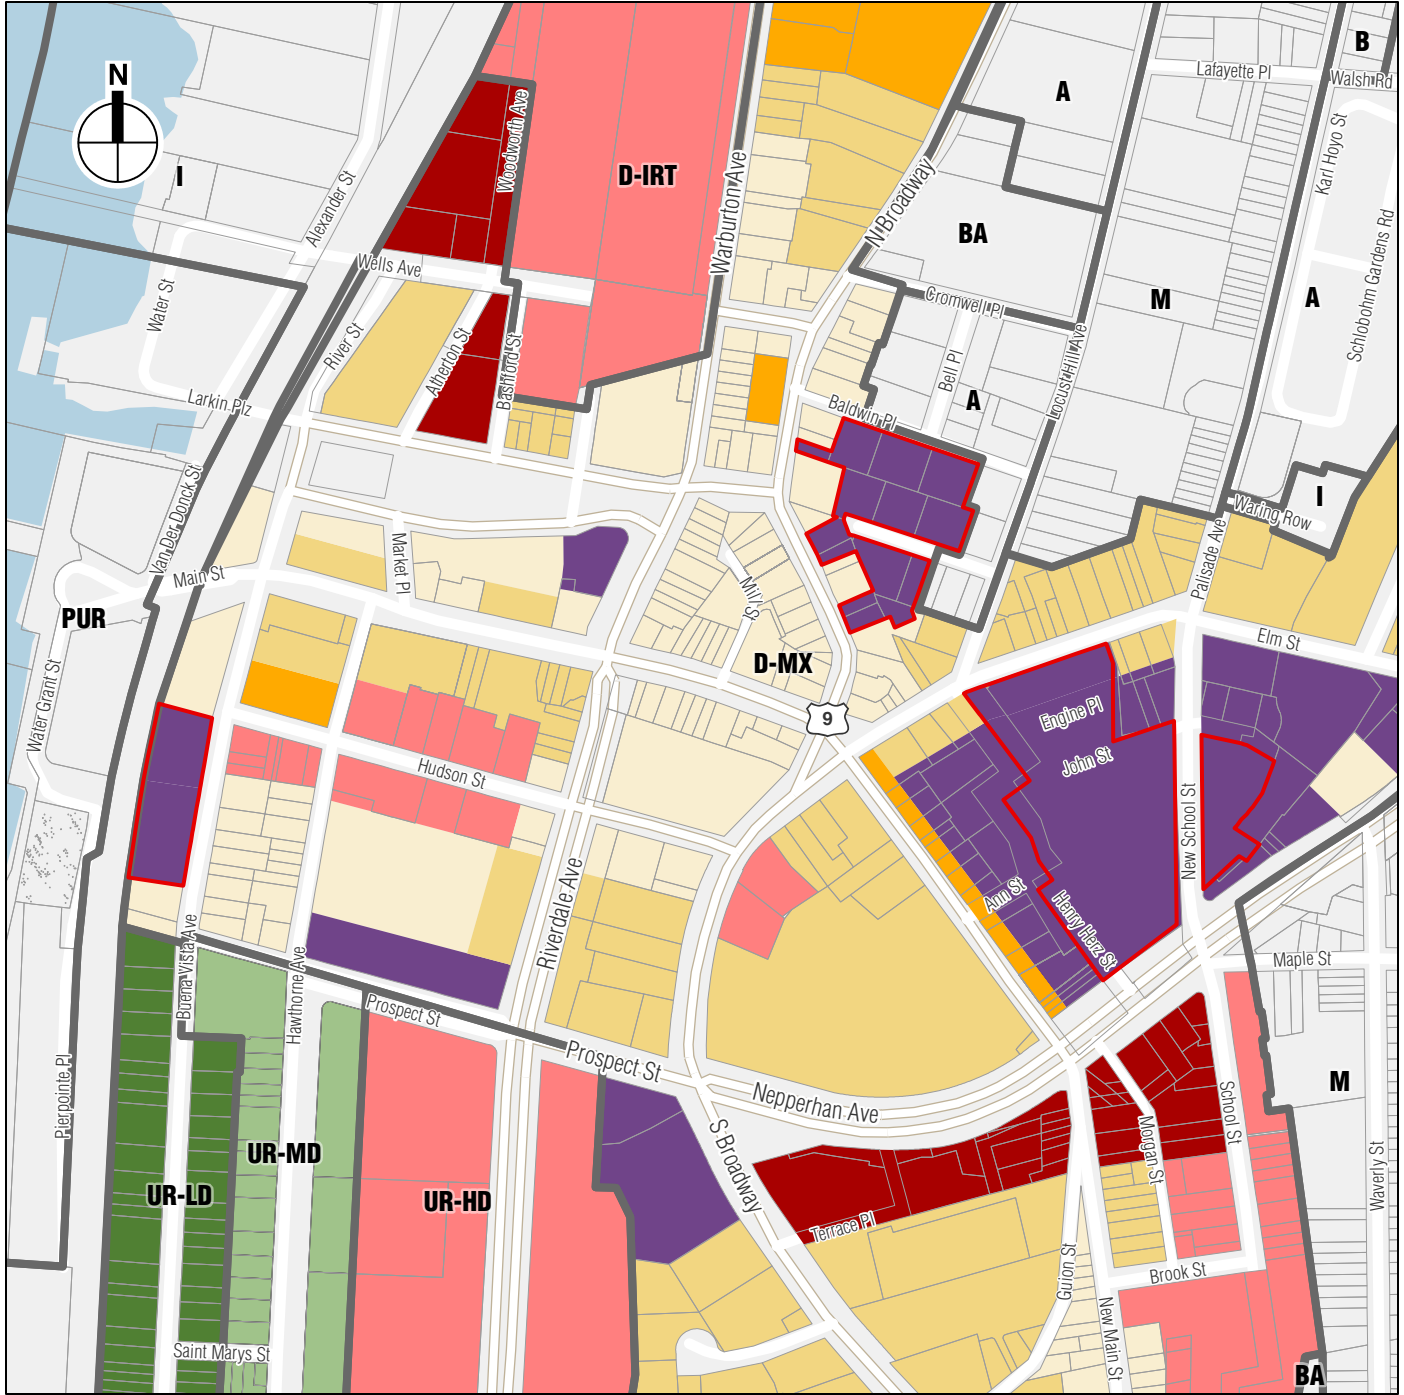 N
B
Lafayette Pl
Walsh Rd
A
Woodworth Ave
Karl Hoyo St
I
D-IRT
Warburton Ave
N Broadway
Alexander St
BA
Schlobohm Gardens Rd
Wells Ave
Water St
Cromwell Pl
M
A
River St
Atherton St
Bashford St
Bell Pl
Locust Hill Ave
Larkin Plz
Baldwin Pl
A
Van Der Donck St
I
Waring Row
Main St
Market Pl
Mill St
Palisade Ave
PUR
D-MX
Elm St
Water Grant St
9
Engine Pl
John St
Hudson St
New School St
Riverdale Ave
Ann St
Henry Herz St
Buena Vista Ave
Hawthorne Ave
Maple St
Prospect St
Prospect St
Pierpointe Pl
Nepperhan Ave
M
S Broadway
School St
Morgan St
UR-MD
UR-LD
UR-HD
Waverly St
Terrace Pl
Guion St
Brook St
New Main St
Saint Marys St
BA